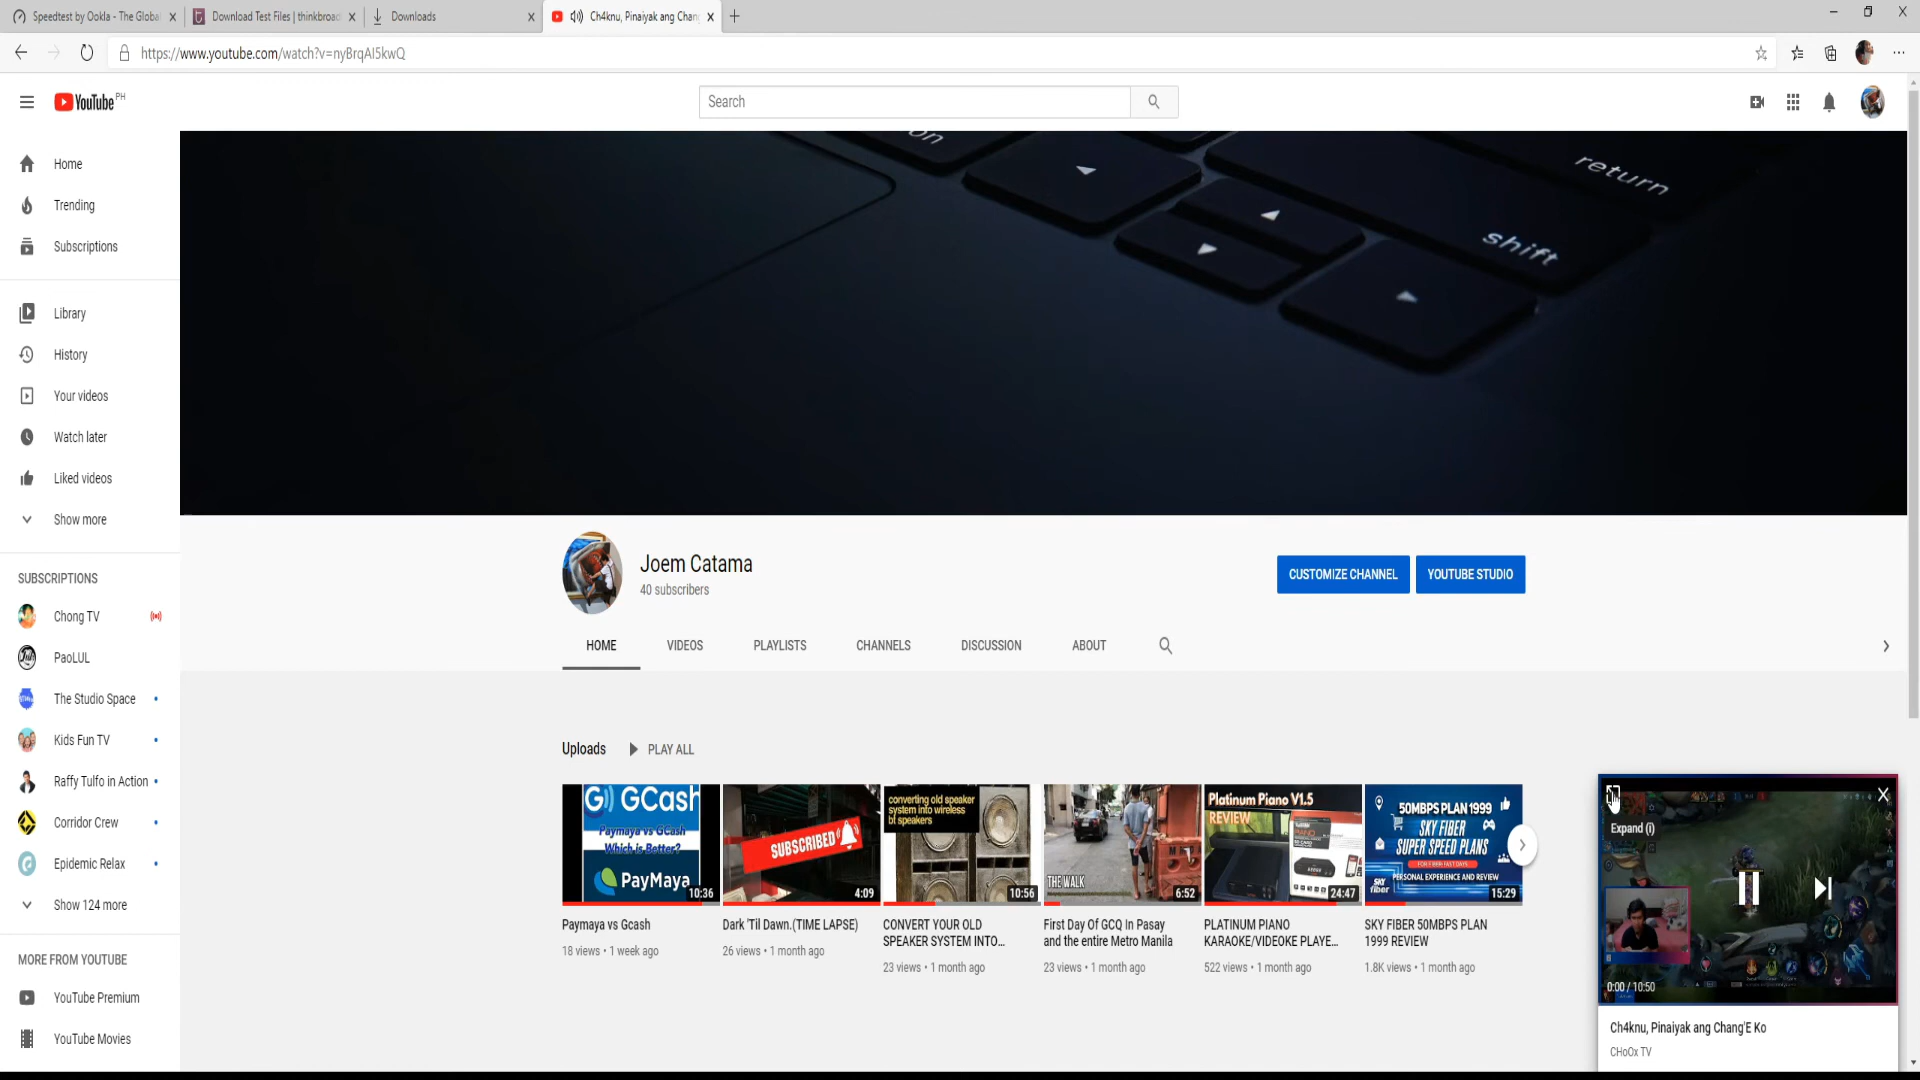 Speedtest by Ookla - The Global
Download Test Files | thinkbroad
Downloads
Ch4knu, Pinaiyak ang Chan
https://www.youtube.com/watch?v=nyBrqAI5kwQ
YouTube PH
Search
Home
Trending
Subscriptions
Library
History
Your videos
Watch later
Liked videos
Show more
SUBSCRIPTIONS
Chong TV
PaoLUL
The Studio Space
Kids Fun TV
Raffy Tulfo in Action
Corridor Crew
Epidemic Relax
Show 124 more
MORE FROM YOUTUBE
YouTube Premium
YouTube Movies
on
return
shift
Joem Catama
40 subscribers
CUSTOMIZE CHANNEL
YOUTUBE STUDIO
HOME
VIDEOS
PLAYLISTS
CHANNELS
DISCUSSION
ABOUT
Uploads
PLAY ALL
G) GCash
Paymaya vs GCash
Which is Better?
PayMaya
10:36
Paymaya vs Gcash
18 views • 1 week ago
SUBSCRIBED
4:09
Dark 'Til Dawn.(TIME LAPSE)
26 views • 1 month ago
converting old speaker
system into wireless
bt speakers
10:56
CONVERT YOUR OLD
SPEAKER SYSTEM INTO...
23 views • 1 month ago
THE WALK
6:52
First Day Of GCQ In Pasay
and the entire Metro Manila
23 views • 1 month ago
Platinum Piano V1.5
REVIEW
24:47
PLATINUM PIANO
KARAOKE/VIDEOKE PLAYE...
522 views • 1 month ago
50MBPS PLAN 1999
SKY FIBER
SUPER SPEED PLANS
FOR FIBER FAST DAYS
PERSONAL EXPERIENCE AND REVIEW
sky
fiber
15:29
SKY FIBER 50MBPS PLAN
1999 REVIEW
1.8K views • 1 month ago
Expand (i)
0:00 / 10:50
Ch4knu, Pinaiyak ang Chang'E Ko
CHoOx TV